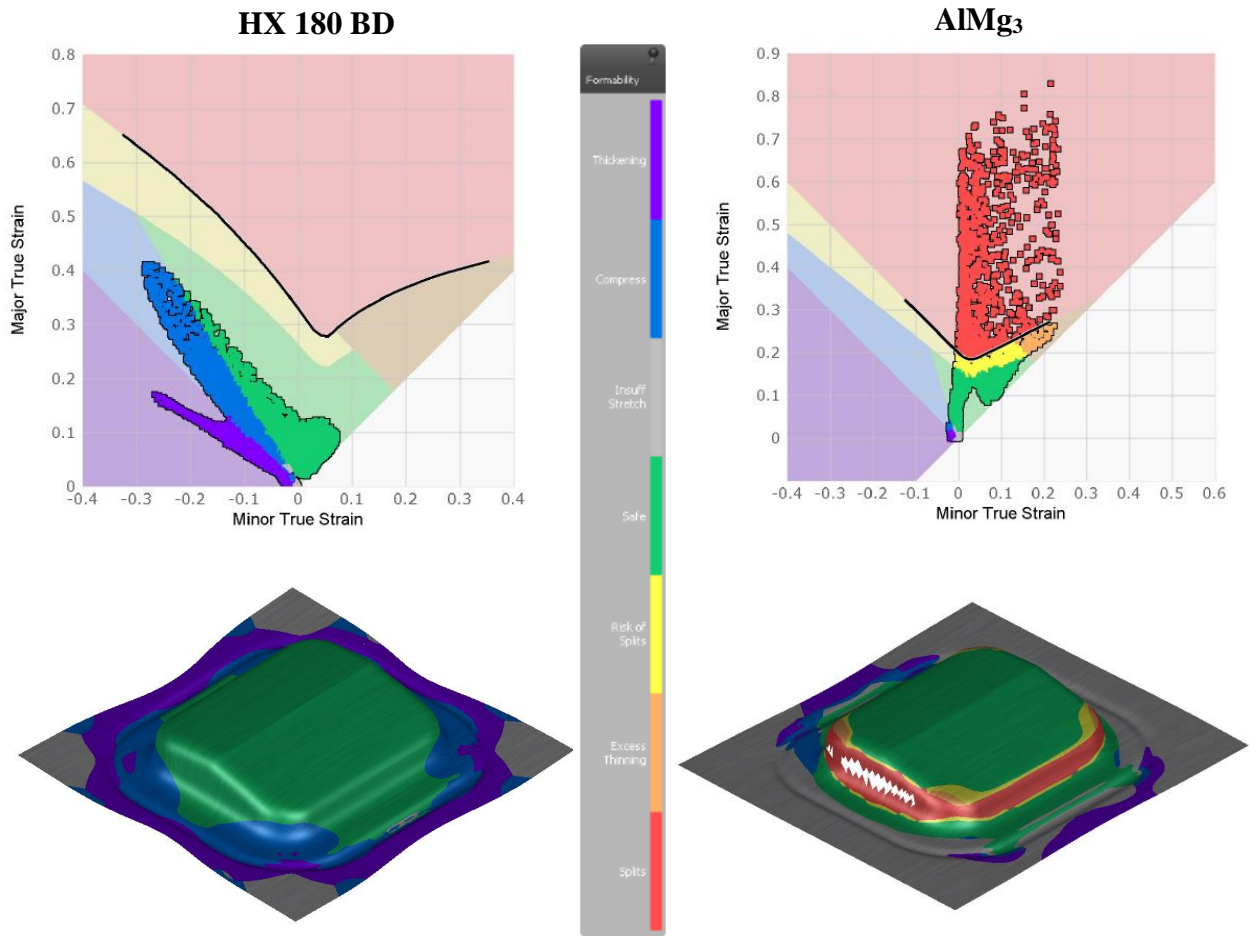 HX 180 BD
AlMg3
0.8
0.7
0.6
0.5
0.4
0.3
0.2
0.1
0
-0.4 -0.3 -0.2 -0.1 0 0.1 0.2 0.3 0.4
Major True Strain
Minor True Strain
Formability
Thickening
Compress
Insuff
Stretch
Safe
Risk of
Splits
Excess
Thinning
Splits
0.9
0.8
0.7
0.6
0.5
0.4
0.3
0.2
0.1
0
-0.4 -0.3 -0.2 -0.1 0 0.1 0.2 0.3 0.4 0.5 0.6
Major True Strain
Minor True Strain